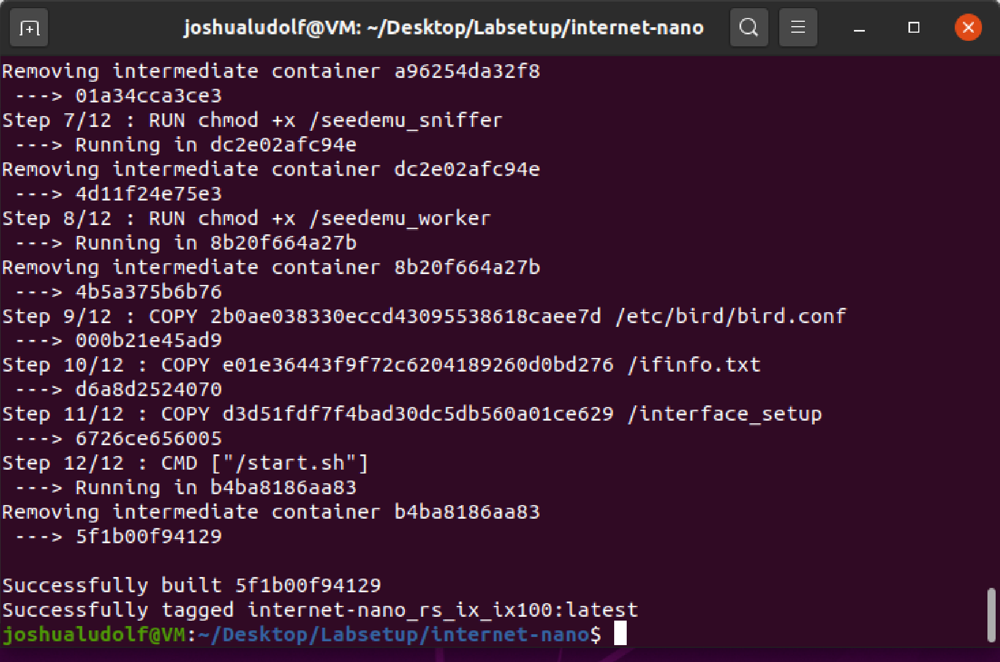 joshualudolf@VM: ~/Desktop/Labsetup/internet-nano
Removing intermediate container a96254da32f8
 ---> 01a34cca3ce3
Step 7/12 : RUN chmod +x /seedemu_sniffer
 ---> Running in dc2e02afc94e
Removing intermediate container dc2e02afc94e
 ---> 4d11f24e75e3
Step 8/12 : RUN chmod +x /seedemu_worker
 ---> Running in 8b20f664a27b
Removing intermediate container 8b20f664a27b
 ---> 4b5a375b6b76
Step 9/12 : COPY 2b0ae038330eccd43095538618caee7d /etc/bird/bird.conf
 ---> 000b21e45ad9
Step 10/12 : COPY e01e36443f9f72c6204189260d0bd276 /ifinfo.txt
 ---> d6a8d2524070
Step 11/12 : COPY d3d51fdf7f4bad30dc5db560a01ce629 /interface_setup
 ---> 6726ce656005
Step 12/12 : CMD ["/start.sh"]
 ---> Running in b4ba8186aa83
Removing intermediate container b4ba8186aa83
 ---> 5f1b00f94129
Successfully built 5f1b00f94129
Successfully tagged internet-nano_rs_ix_ix100:latest
joshualudolf@VM:~/Desktop/Labsetup/internet-nano$